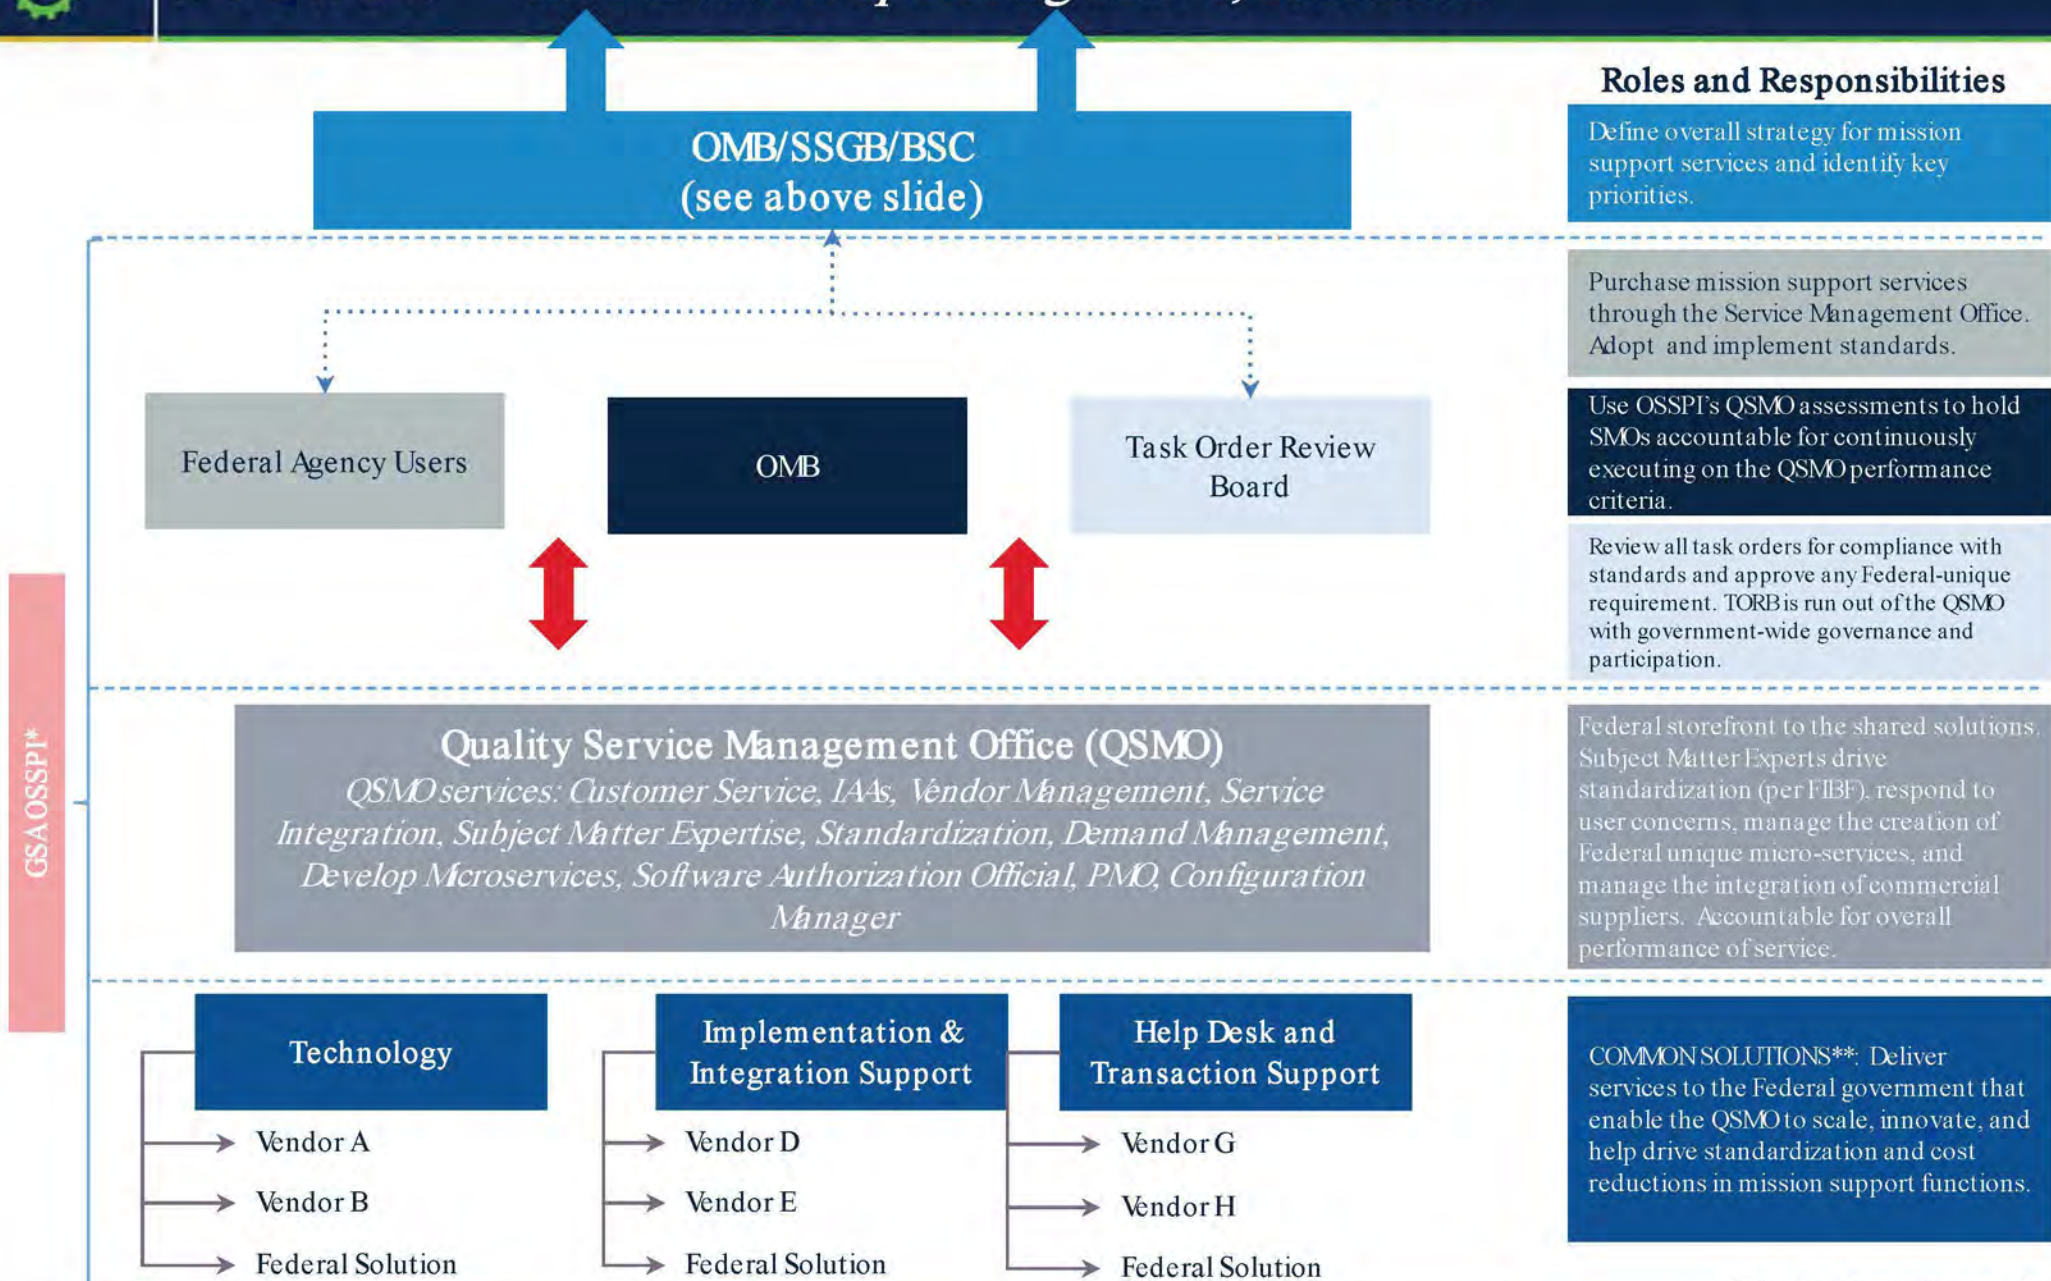 Roles and Responsibilities
OMB/SSGB/BSC
(see above slide)
Define overall strategy for mission
support services and identify key
priorities.
Purchase mission support services
through the Service Management Office.
Adopt and implement standards.
Federal Agency Users
OMB
Task Order Review
Board
Use OSSPI's QSMO assessments to hold
SMOs accountable for continuously
executing on the QSMO performance
criteria.
Review all task orders for compliance with
standards and approve any Federal-unique
requirement. TORB is run out of the QSMO
with government-wide governance and
participation.
GSA OSSPI*
Quality Service Management Office (QSMO)
QSMO services: Customer Service, IAAs, Vendor Management, Service
Integration, Subject Matter Expertise, Standardization, Demand Management,
Develop Microservices, Software Authorization Official, PMO, Configuration
Manager
Federal storefront to the shared solutions.
Subject Matter Experts drive
standardization (per FIBF), respond to
user concerns, manage the creation of
Federal unique micro-services, and
manage the integration of commercial
suppliers. Accountable for overall
performance of service.
Technology
Vendor A
Vendor B
Federal Solution
Implementation &
Integration Support
Vendor D
Vendor E
Federal Solution
Help Desk and
Transaction Support
Vendor G
Vendor H
Federal Solution
COMMON SOLUTIONS**: Deliver
services to the Federal government that
enable the QSMO to scale, innovate, and
help drive standardization and cost
reductions in mission support functions.